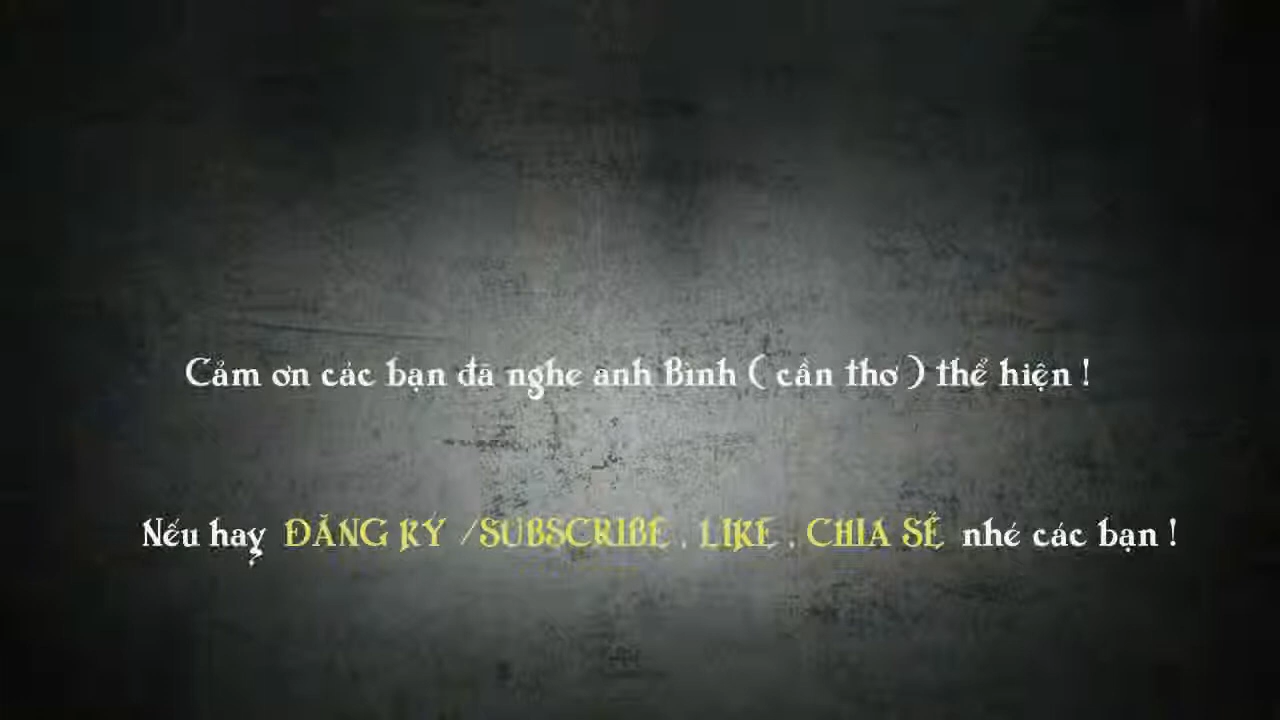 Cảm ơn các bạn đã nghe anh Bình ( cần thơ ) thể hiện !
Nếu hay ĐĂNG KÝ /SUBSCRIBE , LIKE , CHIA SẺ nhé các bạn !